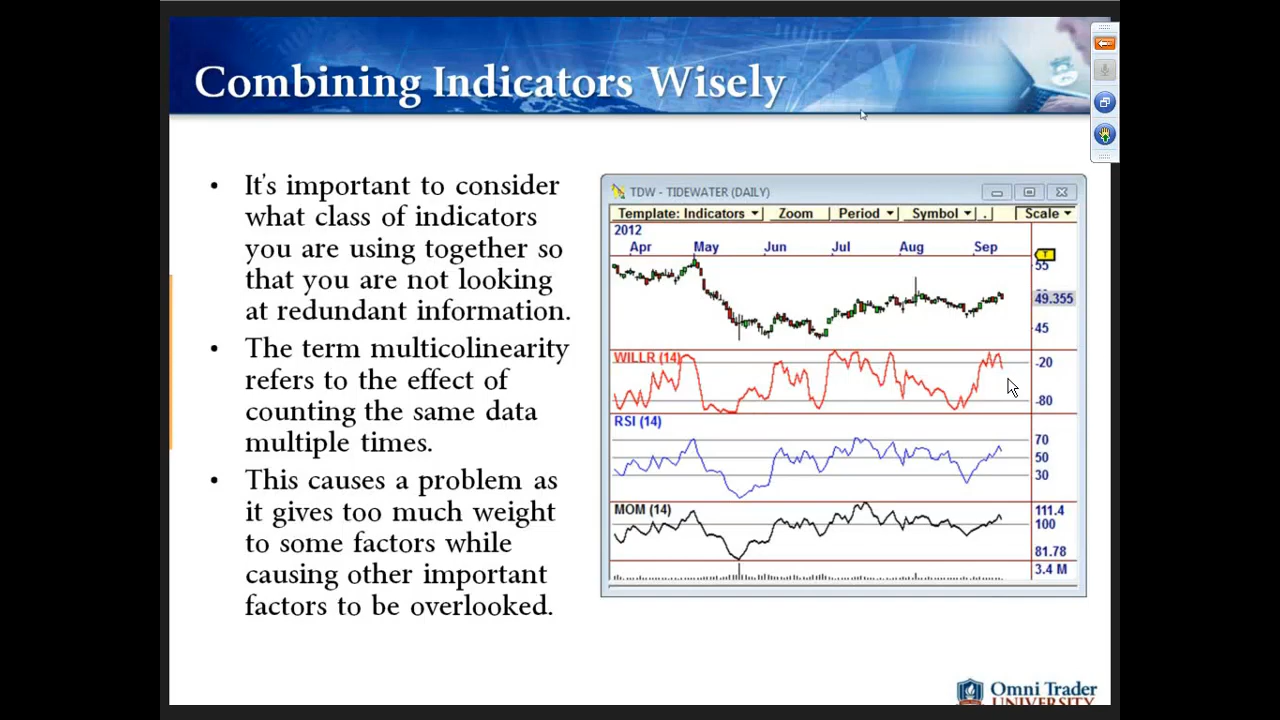 Combining Indicators Wisely
• It's important to consider
what class of indicators
you are using together so
that you are not looking
at redundant information.
• The term multicolinearity
refers to the effect of
counting the same data
multiple times.
• This causes a problem as
it gives too much weight
to some factors while
causing other important
factors to be overlooked.
TDW - TIDEWATER (DAILY)
Template: Indicators Zoom Period Symbol . Scale
2012
Apr May Jun Jul Aug Sep
T
55
49.355
45
WILLR (14)
-20
-80
RSI (14)
70
50
30
MOM (14)
111.4
100
81.78
3.4 M
Omni Trader
UNIVERSITY